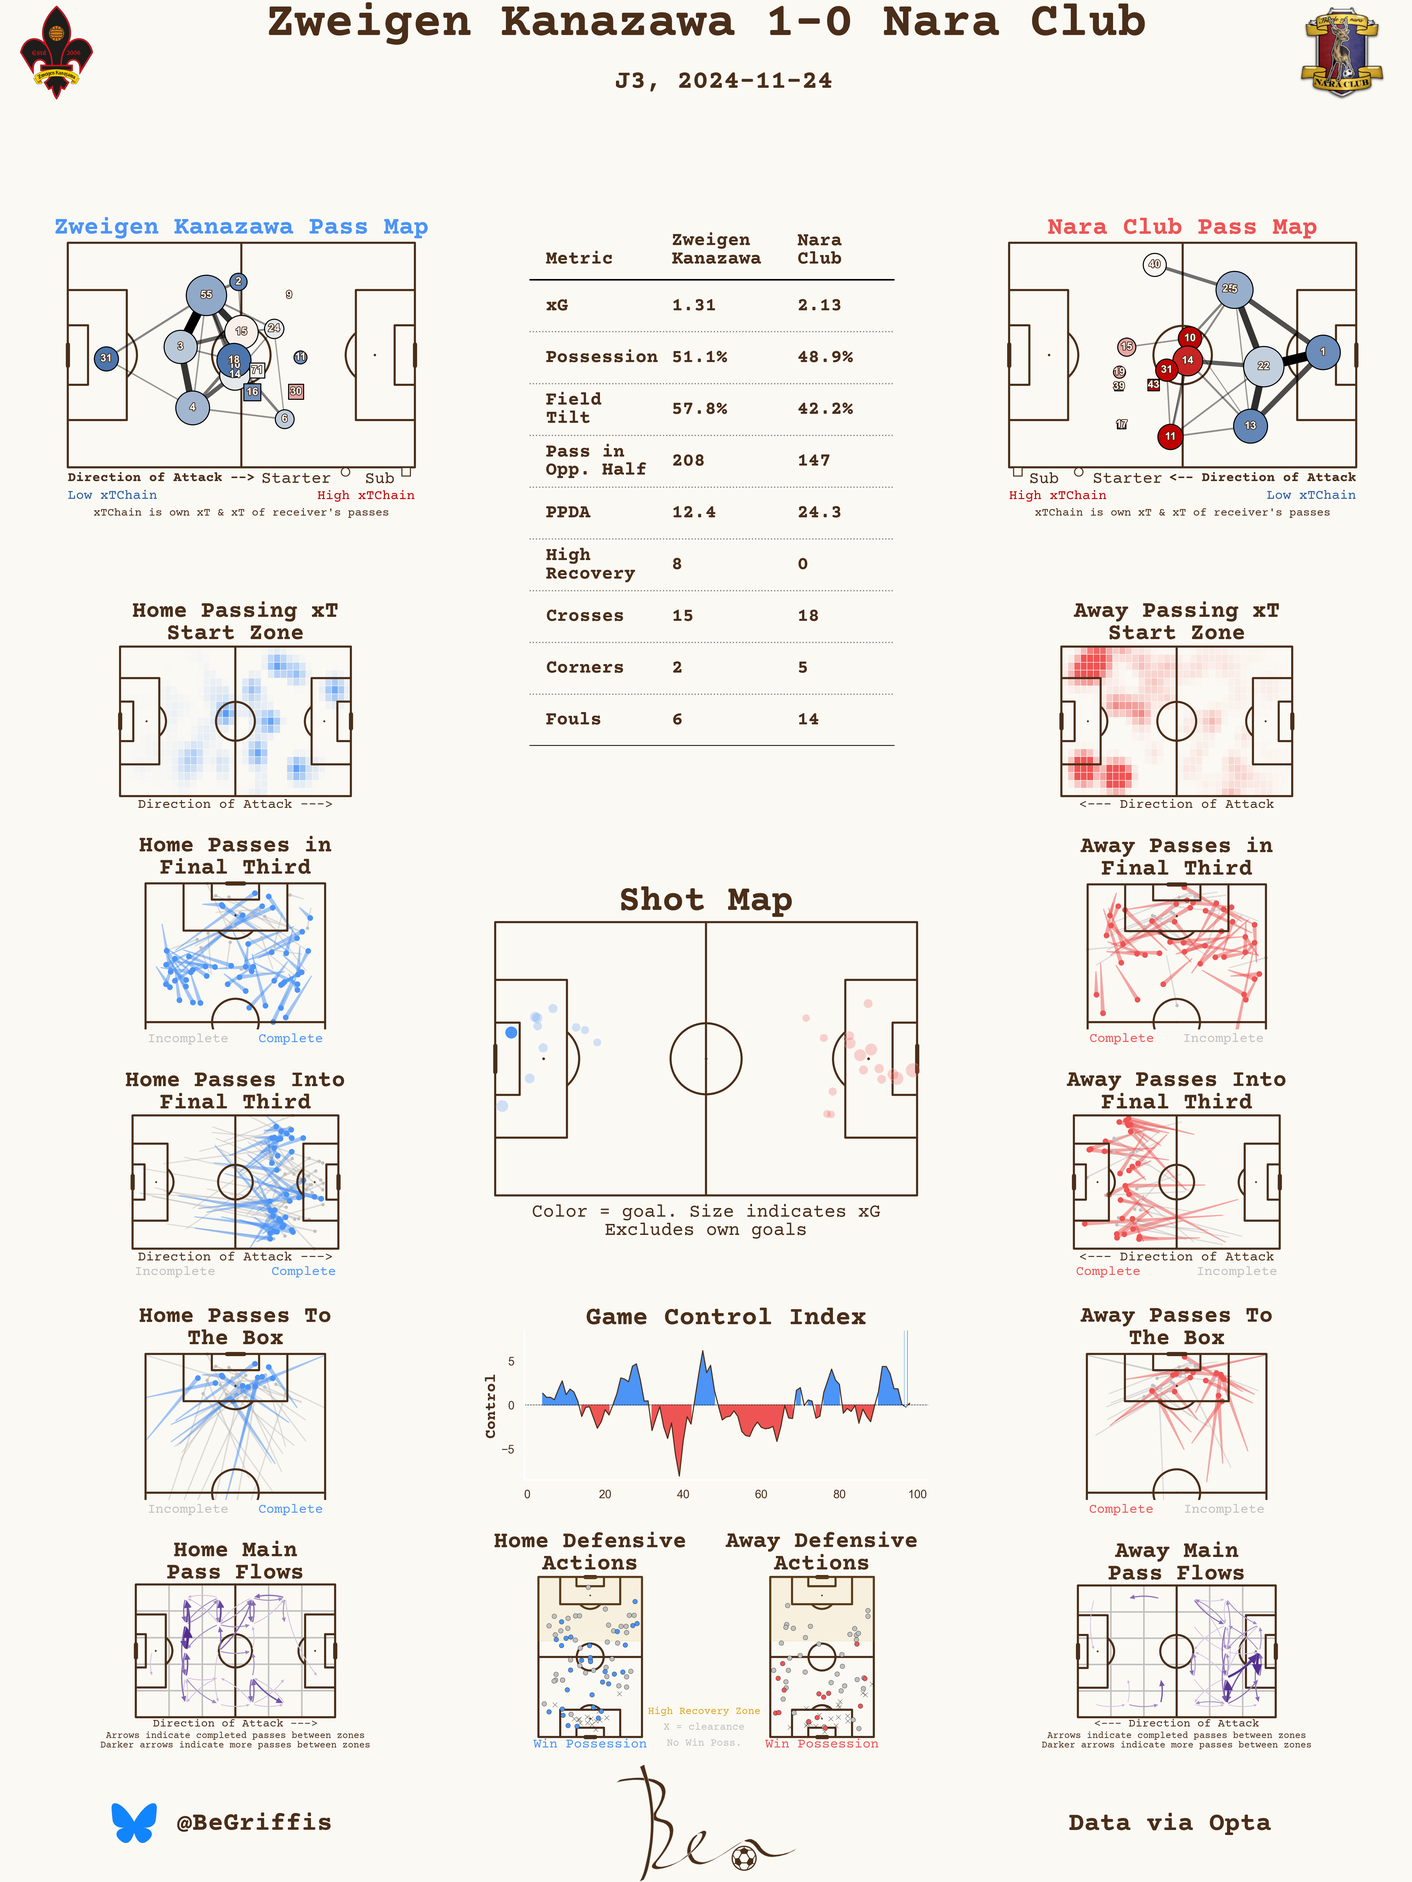 Zweigen Kanazawa 1-0 Nara Club
J3, 2024-11-24
Estd 2006
Zweigen Kanazawa
NARA CLUB
Zweigen Kanazawa Pass Map
55
2
9
15
24
3
31
18
11
14
71
16
30
4
6
Direction of Attack --> Starter Sub
Low xTChain High xTChain
xTChain is own xT & xT of receiver's passes
Metric Zweigen Kanazawa Nara Club
xG 1.31 2.13
Possession 51.1% 48.9%
Field Tilt 57.8% 42.2%
Pass in Opp. Half 208 147
PPDA 12.4 24.3
High Recovery 8 0
Crosses 15 18
Corners 2 5
Fouls 6 14
Nara Club Pass Map
40
5
10
15
1
14
22
19
31
39
43
17
13
11
Sub Starter <-- Direction of Attack
High xTChain Low xTChain
xTChain is own xT & xT of receiver's passes
Home Passing xT
Start Zone
Direction of Attack --->
Away Passing xT
Start Zone
<--- Direction of Attack
Home Passes in
Final Third
Incomplete Complete
Away Passes in
Final Third
Complete Incomplete
Shot Map
Color = goal. Size indicates xG
Excludes own goals
Home Passes Into
Final Third
Direction of Attack --->
Incomplete Complete
Away Passes Into
Final Third
<--- Direction of Attack
Complete Incomplete
Home Passes To
The Box
Incomplete Complete
Game Control Index
Control
5
0
−5
0 20 40 60 80 100
Away Passes To
The Box
Complete Incomplete
Home Main
Pass Flows
Direction of Attack --->
Arrows indicate completed passes between zones
Darker arrows indicate more passes between zones
Home Defensive
Actions
Win Possession
High Recovery Zone
X = clearance
No Win Poss.
Away Defensive
Actions
Win Possession
Away Main
Pass Flows
<--- Direction of Attack
Arrows indicate completed passes between zones
Darker arrows indicate more passes between zones
@BeGriffis
Ben
Data via Opta